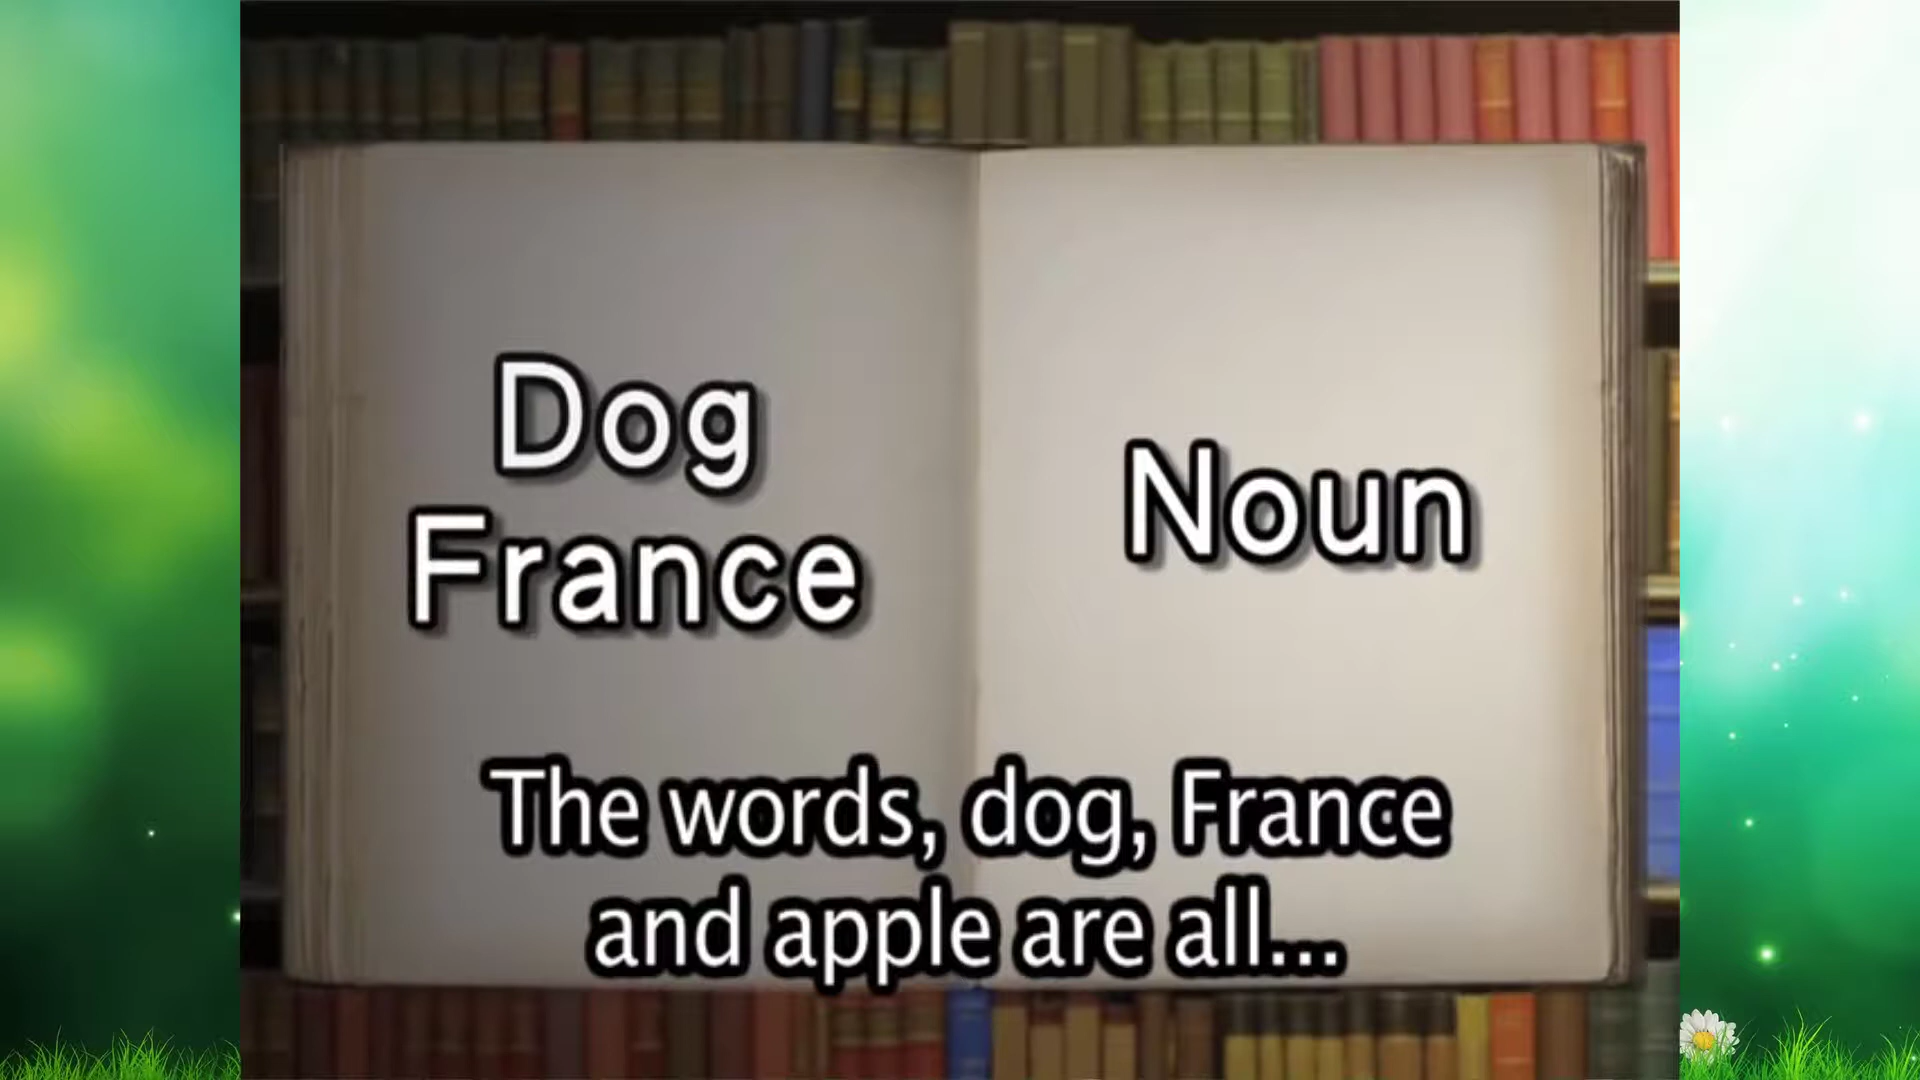 Dog
France
Noun
The words, dog, France
and apple are all...